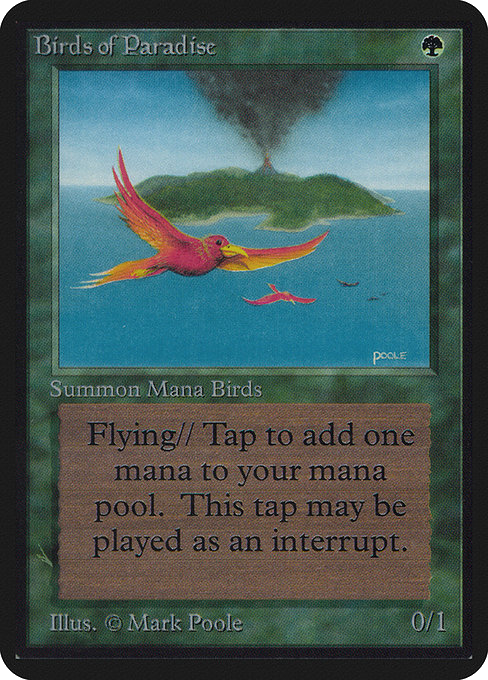 Birds of Paradise
POOLE
Summon Mana Birds
Flying// Tap to add one
mana to your mana
pool. This tap may be
played as an interrupt.
Illus. © Mark Poole
0/1